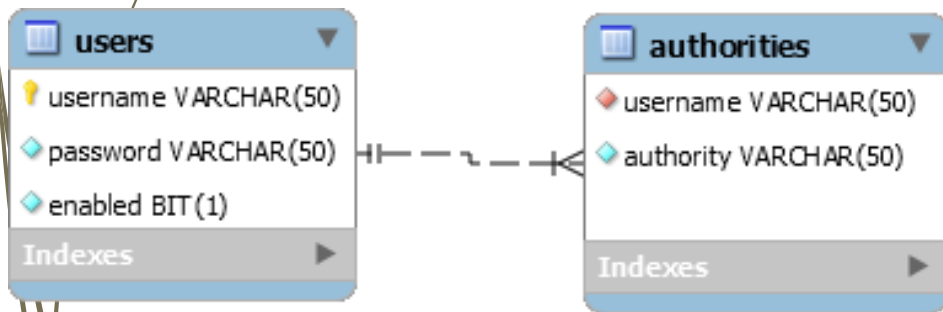 users
username VARCHAR(50)
password VARCHAR(50)
enabled BIT(1)
Indexes
authorities
username VARCHAR(50)
authority VARCHAR(50)
Indexes